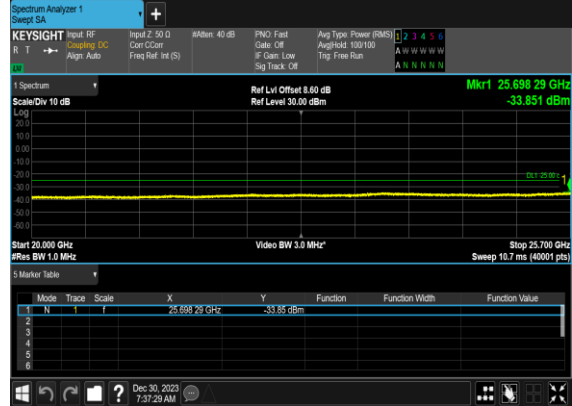 Spectrum Analyzer 1
Swept SA
+
KEYSIGHT
R T
Input: RF
Coupling: DC
Align: Auto
Input Z: 50 Ω
Corr CCorr
Freq Ref: Int (S)
#Atten: 40 dB
PNO: Fast
Gate: Off
IF Gain: Low
Sig Track: Off
Avg Type: Power (RMS)
Avg|Hold: 100/100
Trig: Free Run
1 2 3 4 5 6
A W W W W W
A N N N N N
1 Spectrum
Scale/Div 10 dB
Ref Lvl Offset 8.60 dB
Ref Level 30.00 dBm
Mkr1 25.698 29 GHz
-33.851 dBm
Log
20.0
10.0
0.00
-10.0
-20.0
-30.0
-40.0
-50.0
-60.0
1
Start 20.000 GHz
#Res BW 1.0 MHz
Video BW 3.0 MHz*
Stop 25.700 GHz
Sweep 10.7 ms (40001 pts)
5 Marker Table
Mode Trace Scale X Y Function Function Width Function Value
1 N 1 f 25.698 29 GHz -33.85 dBm
2
3
4
5
6
?
Dec 30, 2023
7:37:29 AM